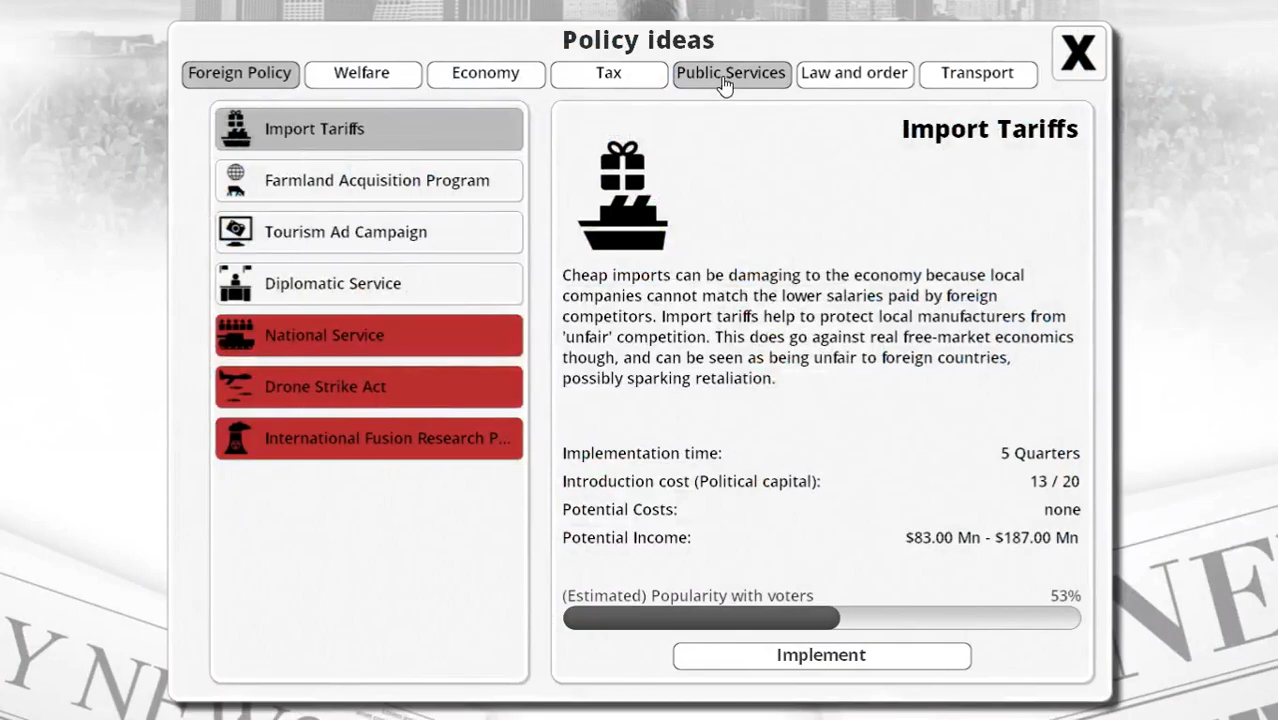 Policy ideas
X
Foreign Policy
Welfare
Economy
Tax
Public Services
Law and order
Transport
Import Tariffs
Farmland Acquisition Program
Tourism Ad Campaign
Diplomatic Service
National Service
Drone Strike Act
International Fusion Research P...
Import Tariffs
Cheap imports can be damaging to the economy because local
companies cannot match the lower salaries paid by foreign
competitors. Import tariffs help to protect local manufacturers from
'unfair' competition. This does go against real free-market economics
though, and can be seen as being unfair to foreign countries,
possibly sparking retaliation.
Implementation time: 5 Quarters
Introduction cost (Political capital): 13 / 20
Potential Costs: none
Potential Income: $83.00 Mn - $187.00 Mn
(Estimated) Popularity with voters 53%
Implement